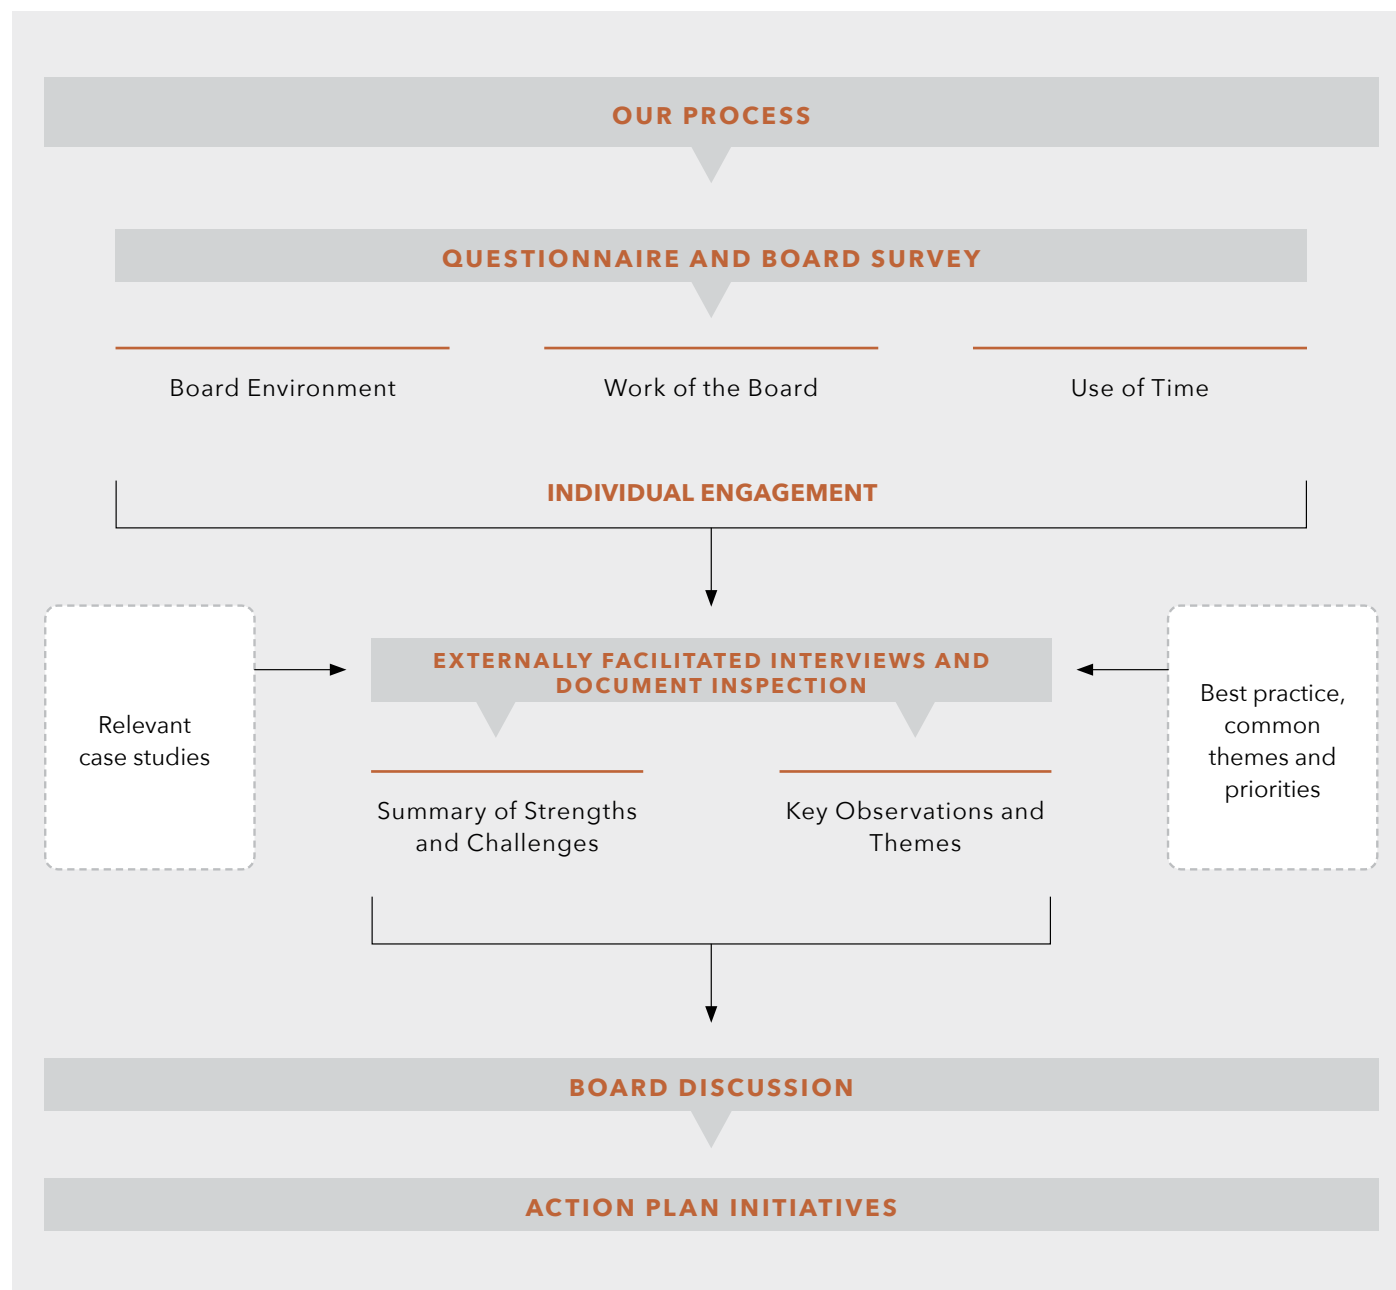 OUR PROCESS
QUESTIONNAIRE AND BOARD SURVEY
Board Environment
Work of the Board
Use of Time
INDIVIDUAL ENGAGEMENT
Relevant
case studies
EXTERNALLY FACILITATED INTERVIEWS AND
DOCUMENT INSPECTION
Summary of Strengths
and Challenges
Key Observations and
Themes
Best practice,
common
themes and
priorities
BOARD DISCUSSION
ACTION PLAN INITIATIVES